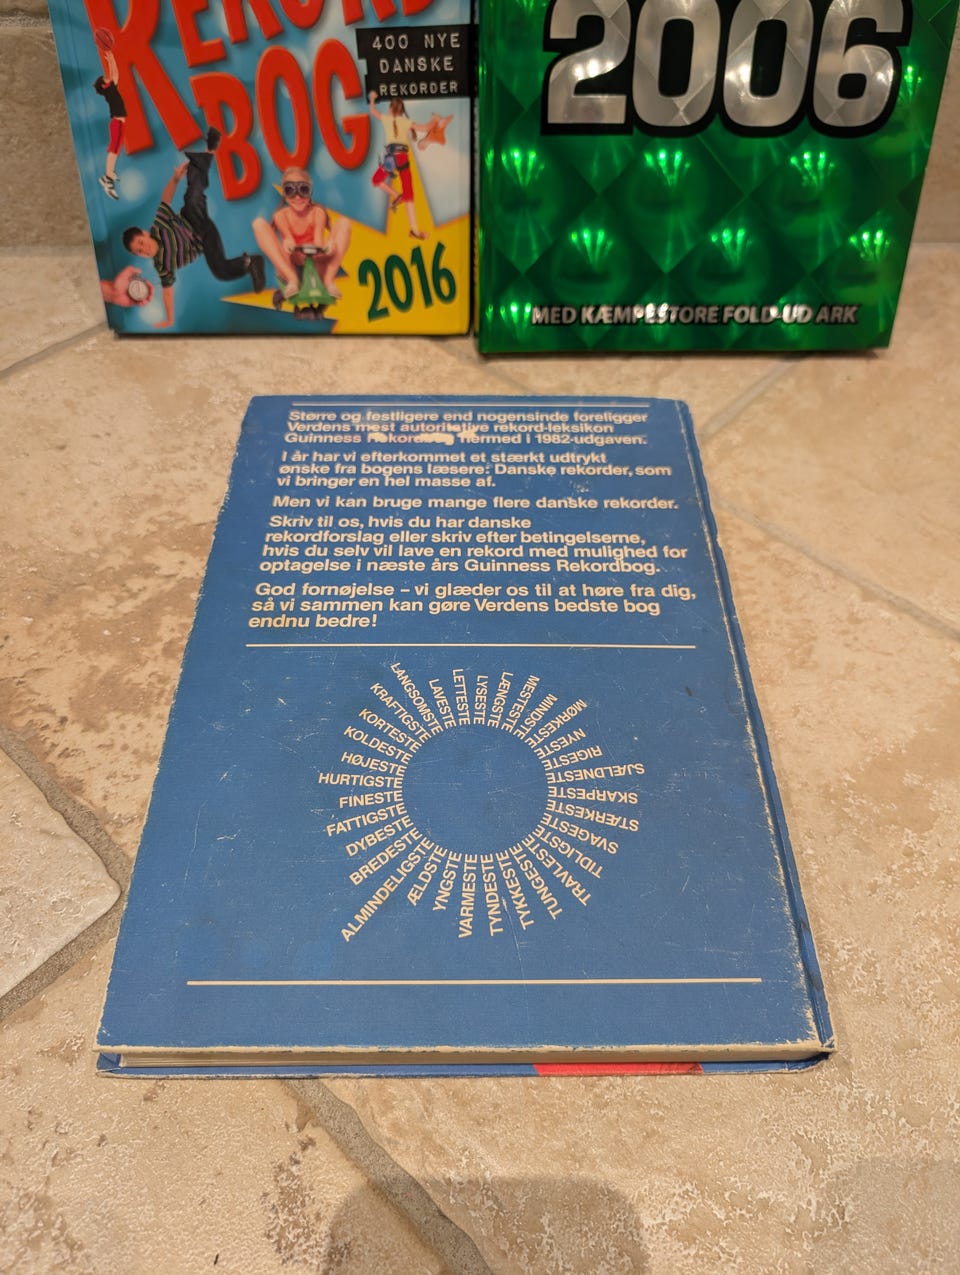 REKORD
BOG
400 NYE
DANSKE
REKORDER
2016
2006
MED KÆMPESTORE FOLD-UD ARK
Større og festligere end nogensinde foreligger
Verdens mest autoritative rekord-leksikon
Guinness Rekordbog hermed i 1982-udgaven.
I år har vi efterkommet et stærkt udtrykt
ønske fra bogens læsere: Danske rekorder, som
vi bringer en hel masse af.
Men vi kan bruge mange flere danske rekorder.
Skriv til os, hvis du har danske
rekordforslag eller skriv efter betingelserne,
hvis du selv vil lave en rekord med mulighed for
optagelse i næste års Guinness Rekordbog.
God fornøjelse – vi glæder os til at høre fra dig,
så vi sammen kan gøre Verdens bedste bog
endnu bedre!
ALMINDELIGSTE
BREDESTE
DYBESTE
FATTIGSTE
FINESTE
HURTIGSTE
HØJESTE
KOLDESTE
KORTESTE
KRAFTIGSTE
LANGSOMSTE
LAVESTE
LETTESTE
LYSESTE
LÆNGSTE
MESTESTE
MINDSTE
MØRKESTE
NYESTE
RIGESTE
SJÆLDNESTE
SKARPESTE
STÆRKESTE
SVAGESTE
TIDLIGSTE
TRAVLESTE
TUNGESTE
TYKKESTE
TYNDESTE
VARMESTE
YNGSTE
ÆLDSTE